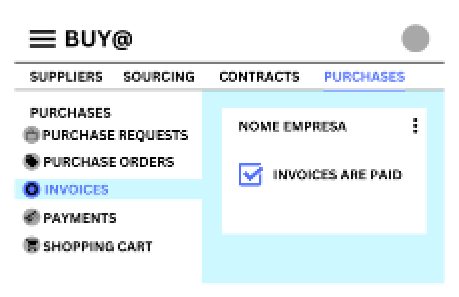 BUY@
SUPPLIERS SOURCING CONTRACTS PURCHASES
PURCHASES
PURCHASE REQUESTS
PURCHASE ORDERS
INVOICES
PAYMENTS
SHOPPING CART
NOME EMPRESA
INVOICES ARE PAID